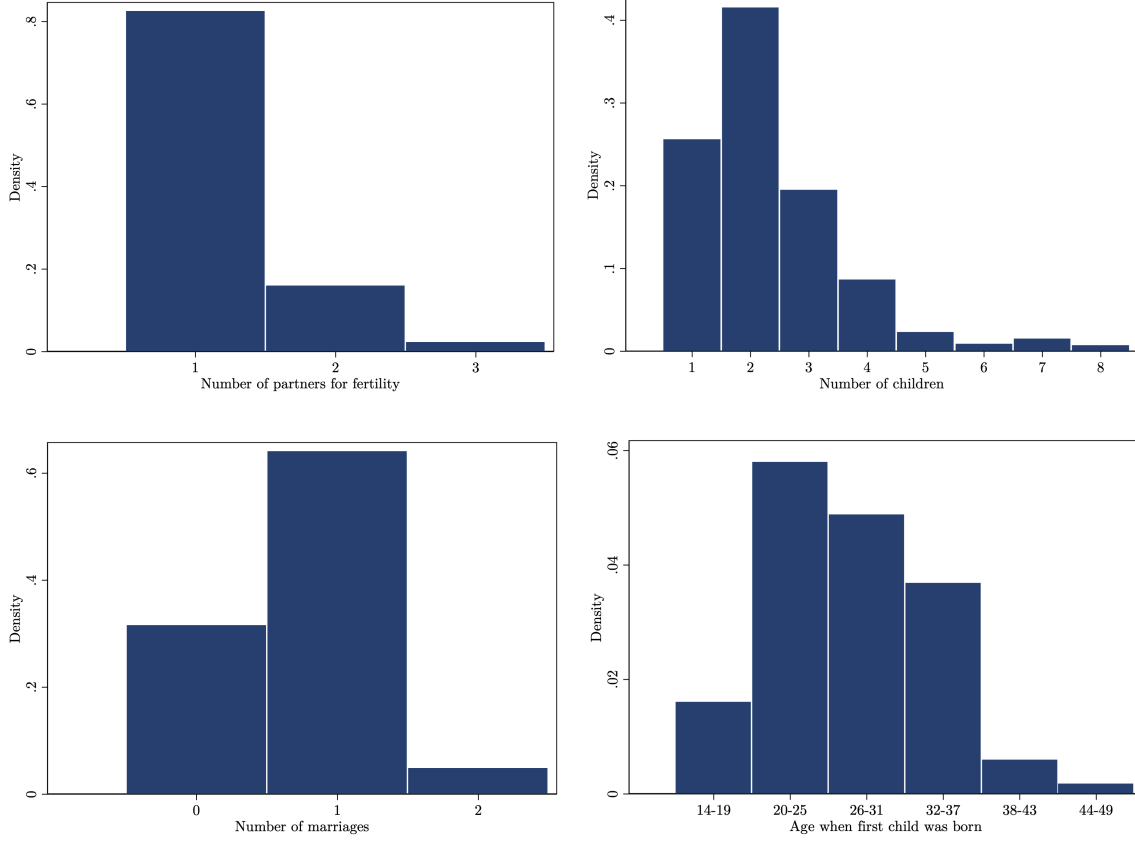 Density
.8
.6
.4
.2
0
1 2 3
Number of partners for fertility
Density
.4
.3
.2
.1
0
1 2 3 4 5 6 7 8
Number of children
Density
.6
.4
.2
0
0 1 2
Number of marriages
Density
.06
.04
.02
0
14-19 20-25 26-31 32-37 38-43 44-49
Age when first child was born